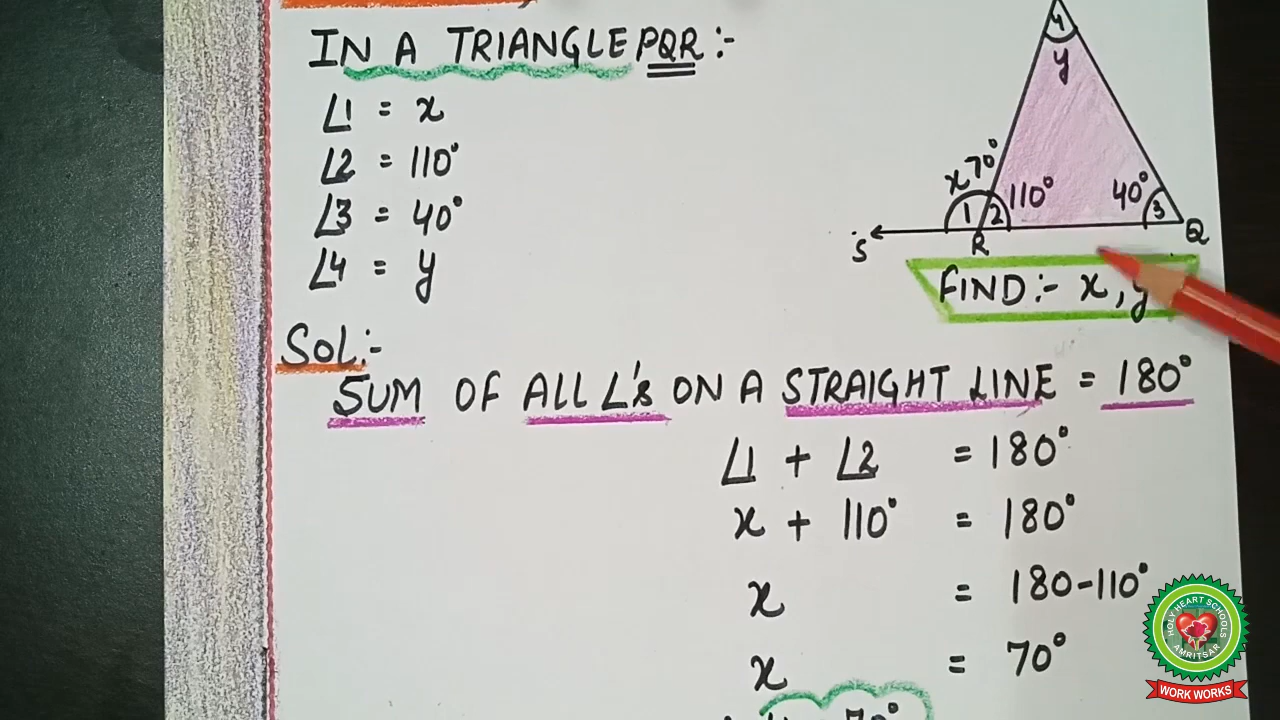 IN A TRIANGLE PQR :-
∠1 = x
∠2 = 110°
∠3 = 40°
∠4 = y
4
y
x 70°
110°
40°
1
2
3
S
R
Q
FIND:- x, y
SOL:-
SUM OF ALL ∠'s ON A STRAIGHT LINE = 180°
∠1 + ∠2 = 180°
x + 110° = 180°
x = 180-110°
x = 70°
70°
HOLY HEART SCHOOLS
AMRITSAR
WORK WORKS